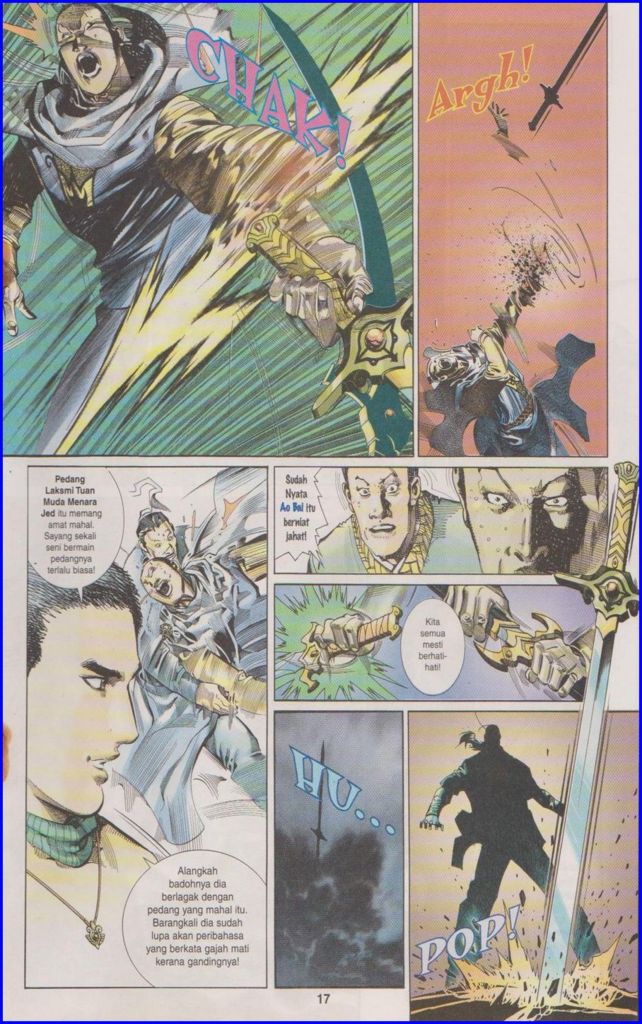 CHAK!
Argh!
Pedang
Laksmi Tuan
Muda Menara
Jed itu memang
amat mahal.
Sayang sekali
seni bermain
pedangnya
terlalu biasa!
Sudah
Nyata
Ao Bai itu
berniat
jahat!
Kita
semua
mesti
berhati-
hati!
Alangkah
badohnya dia
berlagak dengan
pedang yang mahal itu.
Barangkali dia sudah
lupa akan peribahasa
yang berkata gajah mati
kerana gandingnya!
HU...
POP!
17